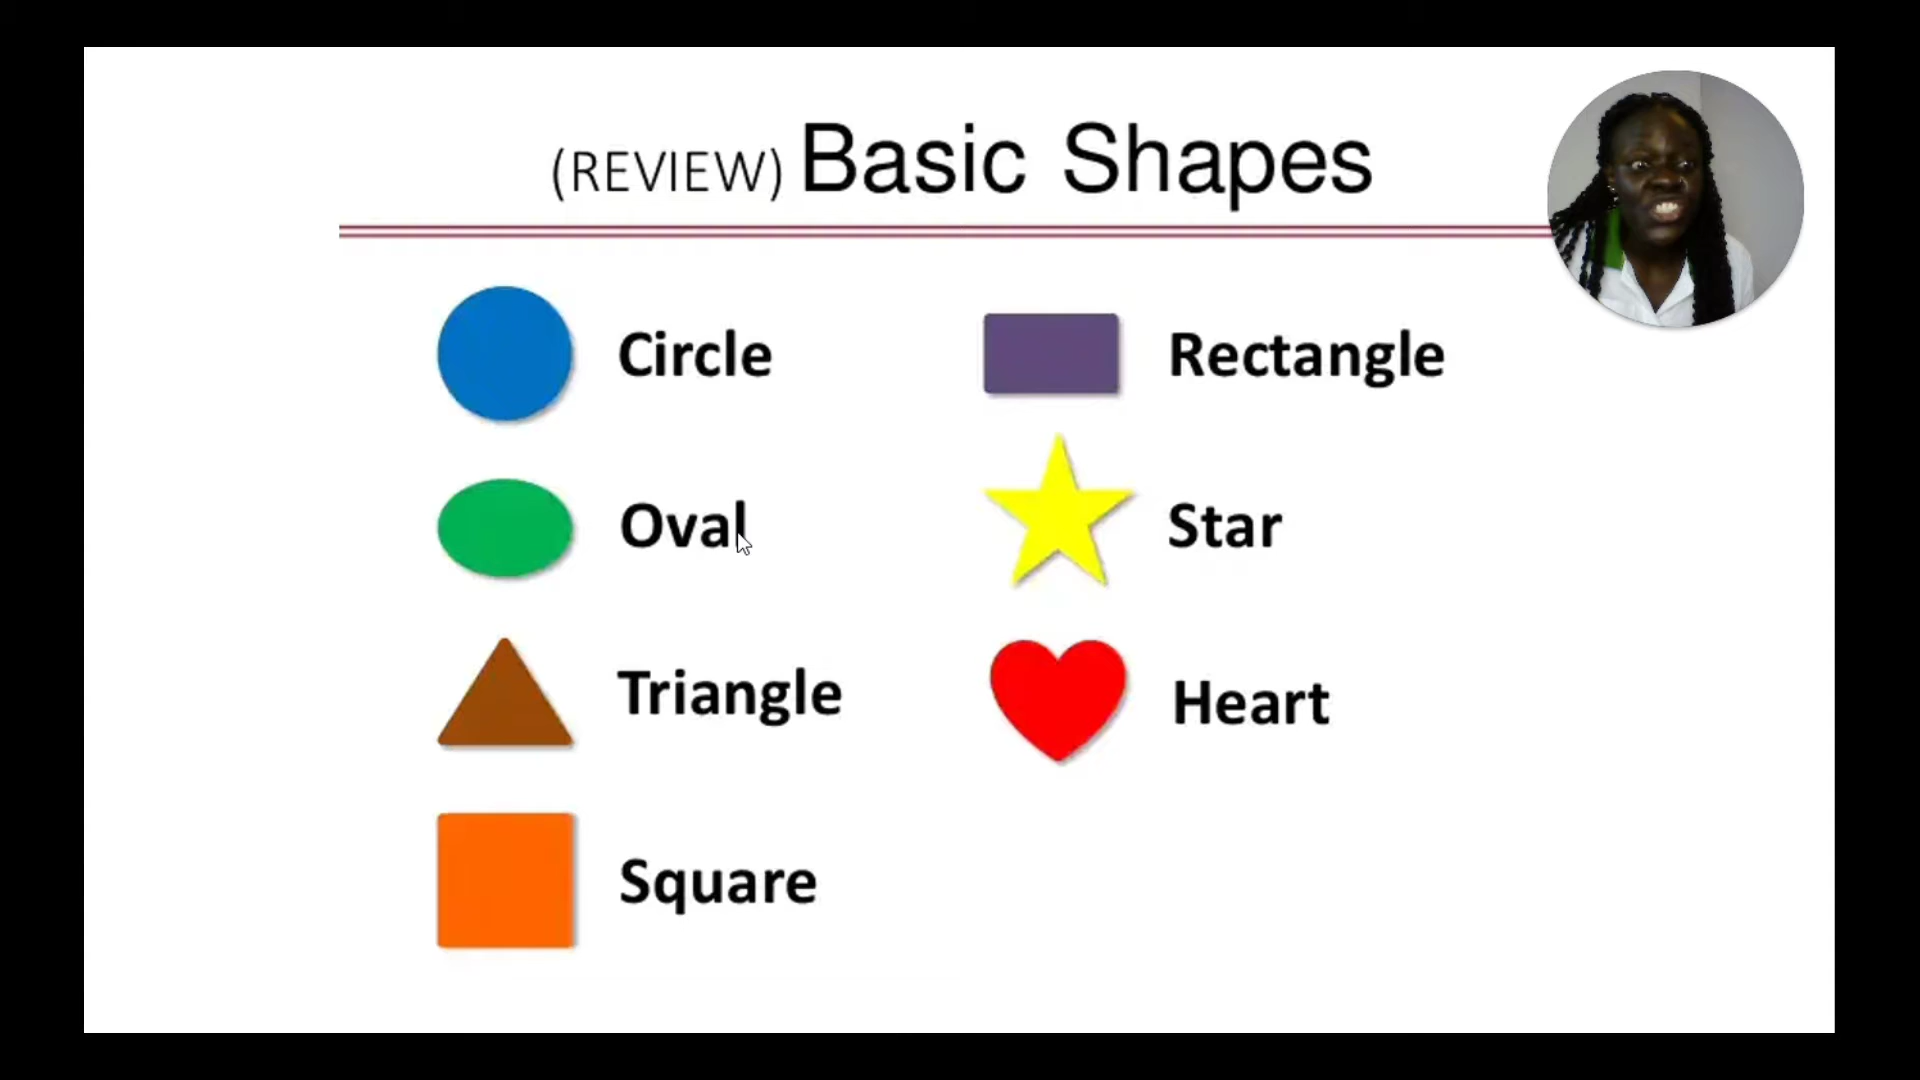 (REVIEW) Basic Shapes
Circle
Rectangle
Oval
Star
Triangle
Heart
Square